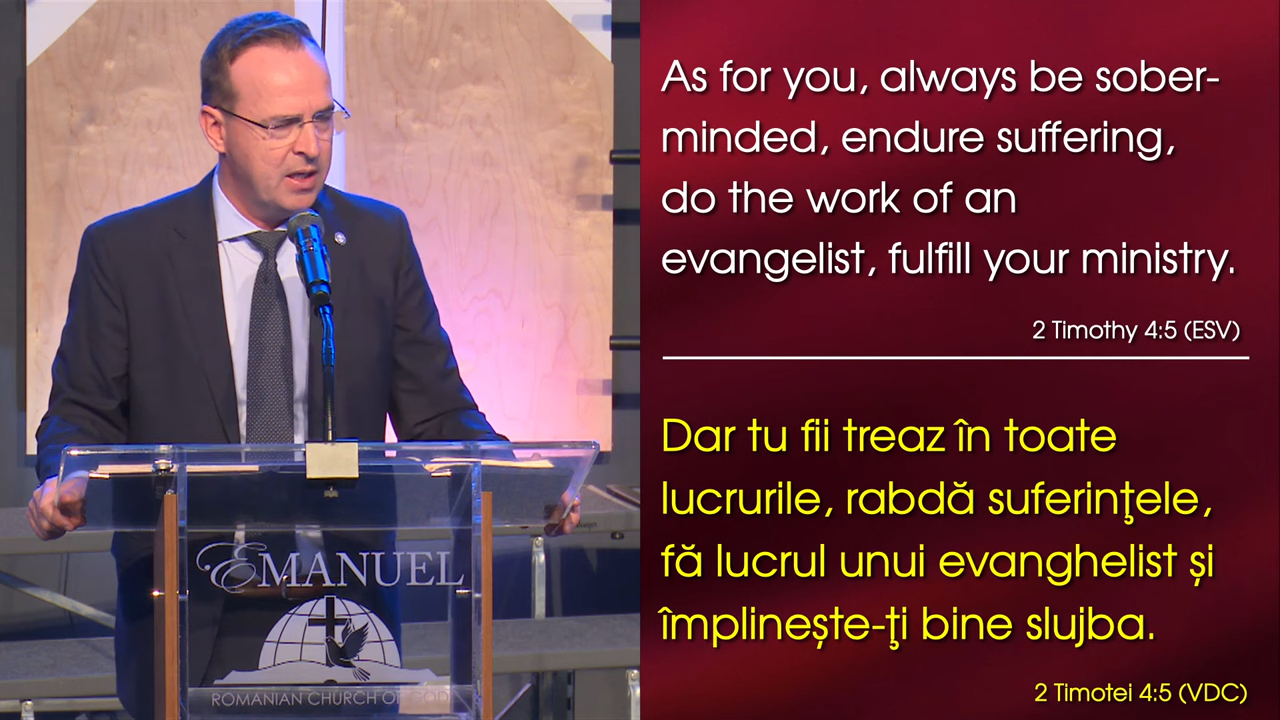 As for you, always be sober-
minded, endure suffering,
do the work of an
evangelist, fulfill your ministry.
2 Timothy 4:5 (ESV)
Dar tu fii treaz în toate
lucrurile, rabdă suferinţele,
fă lucrul unui evanghelist și
împlinește-ţi bine slujba.
2 Timotei 4:5 (VDC)
EMANUEL
ROMANIAN CHURCH OF GOD